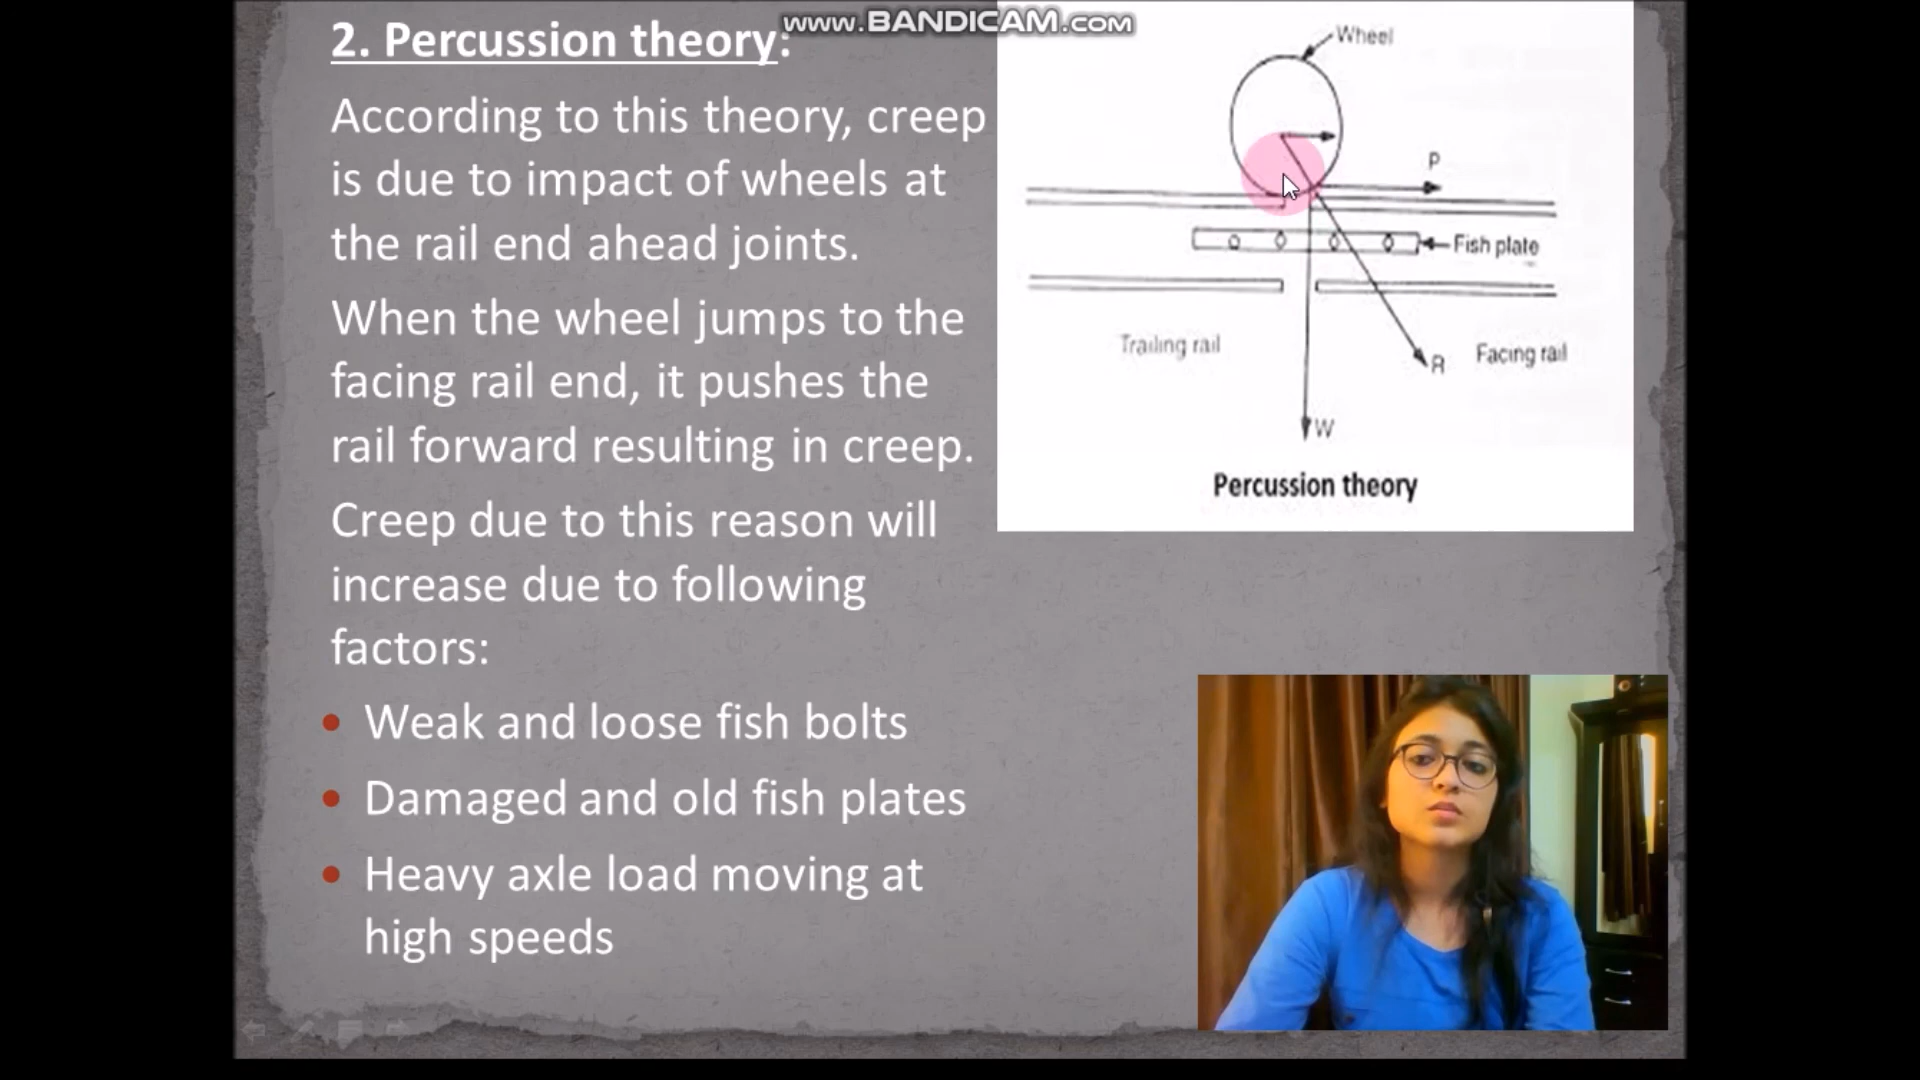 www.BANDICAM.com
2. Percussion theory:
According to this theory, creep
is due to impact of wheels at
the rail end ahead joints.
When the wheel jumps to the
facing rail end, it pushes the
rail forward resulting in creep.
Creep due to this reason will
increase due to following
factors:
• Weak and loose fish bolts
• Damaged and old fish plates
• Heavy axle load moving at
high speeds
Wheel
P
Fish plate
Trailing rail
Facing rail
R
W
Percussion theory